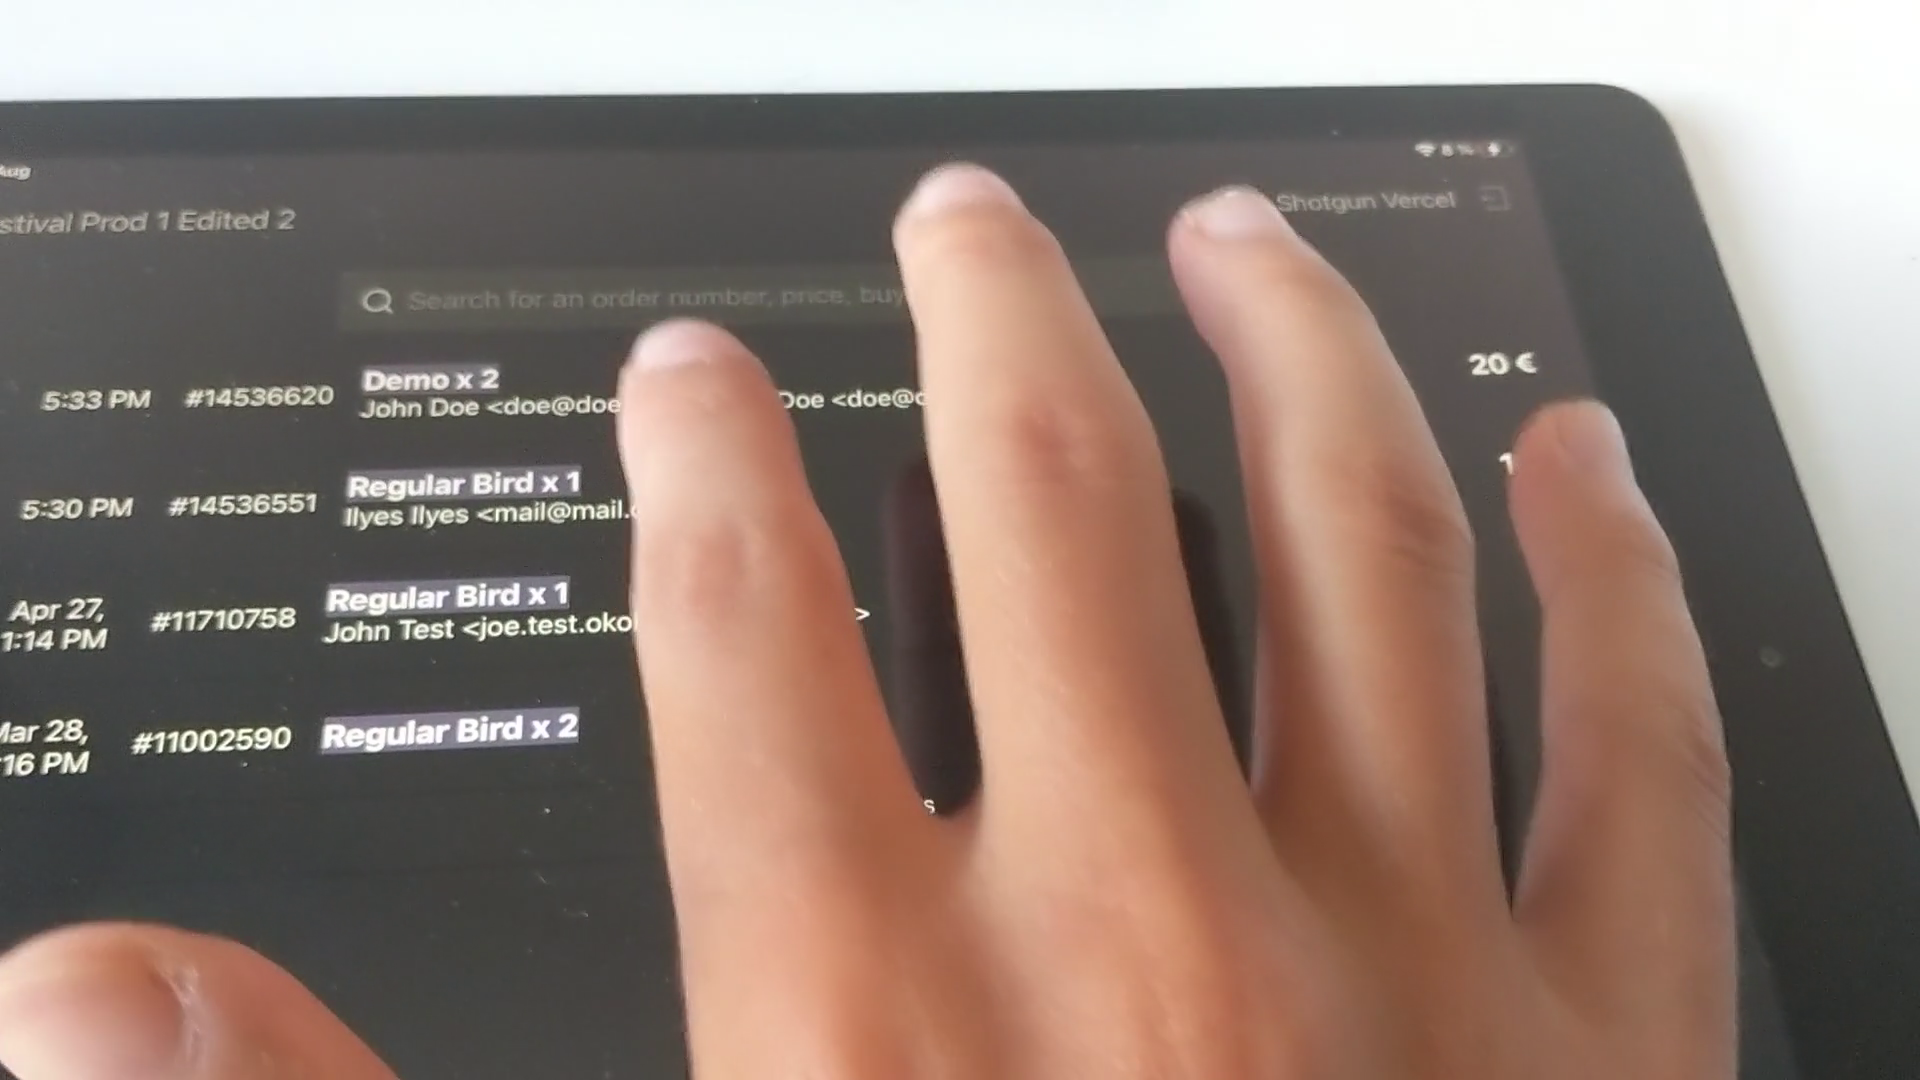 Aug
8 %
stival Prod 1 Edited 2
Shotgun Vercel
Search for an order number, price, buy
5:33 PM #14536620 Demo x 2 20 €
John Doe <doe@doe Doe <doe@d
5:30 PM #14536551 Regular Bird x 1 1
Ilyes Ilyes <mail@mail.c
Apr 27, 1:14 PM #11710758 Regular Bird x 1
John Test <joe.test.oko >
Mar 28, 16 PM #11002590 Regular Bird x 2
s